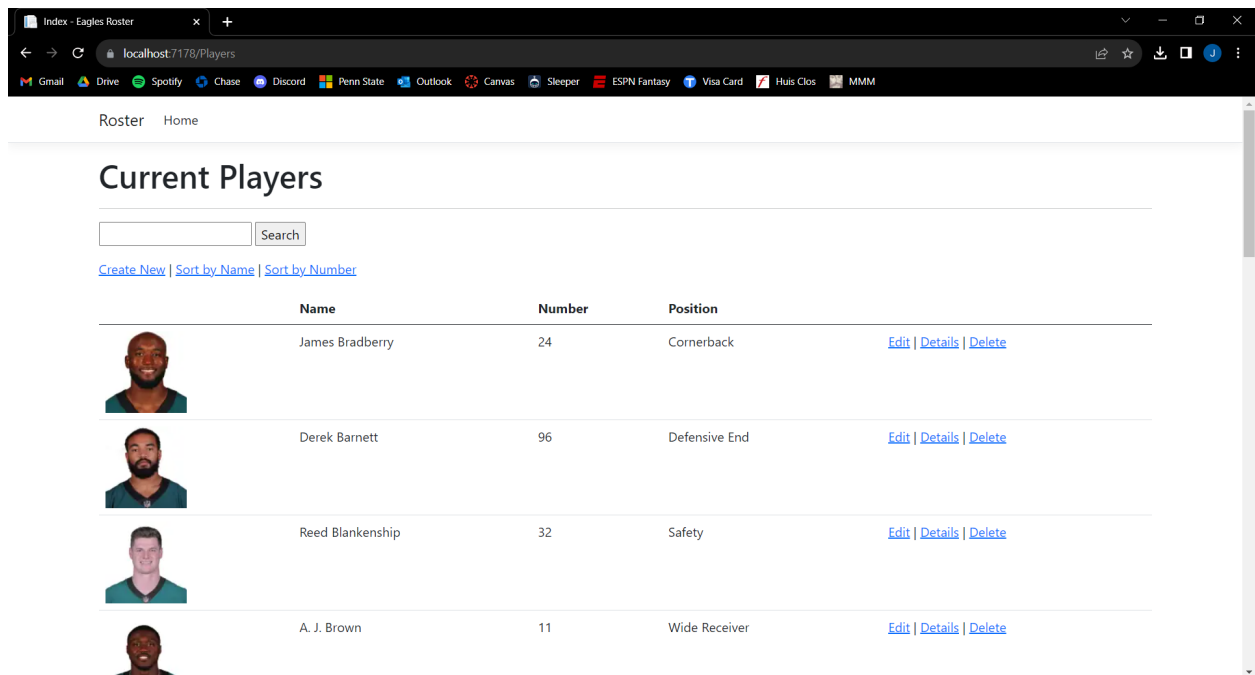 Index - Eagles Roster
localhost:7178/Players
J
Gmail Drive Spotify Chase Discord Penn State Outlook Canvas Sleeper ESPN Fantasy Visa Card Huis Clos MMM
Roster Home
Current Players
Search
Create New | Sort by Name | Sort by Number
Name Number Position
James Bradberry 24 Cornerback Edit | Details | Delete
Derek Barnett 96 Defensive End Edit | Details | Delete
Reed Blankenship 32 Safety Edit | Details | Delete
A. J. Brown 11 Wide Receiver Edit | Details | Delete